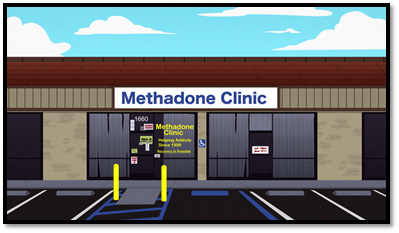 Methadone Clinic
1660
Methadone
Clinic
Helping Addicts
Since 1999
Recovery is Possible